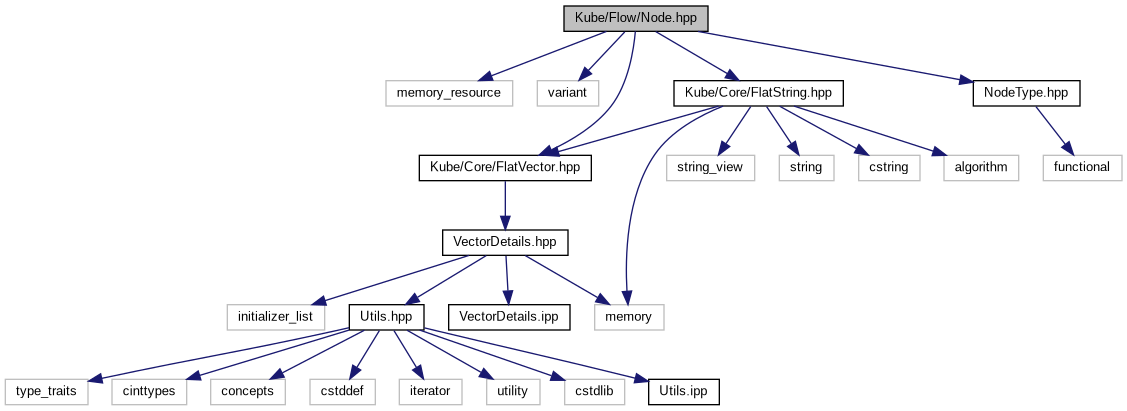 Kube/Flow/Node.hpp
memory_resource
variant
Kube/Core/FlatString.hpp
NodeType.hpp
Kube/Core/FlatVector.hpp
string_view
string
cstring
algorithm
functional
VectorDetails.hpp
initializer_list
Utils.hpp
VectorDetails.ipp
memory
type_traits
cinttypes
concepts
cstddef
iterator
utility
cstdlib
Utils.ipp